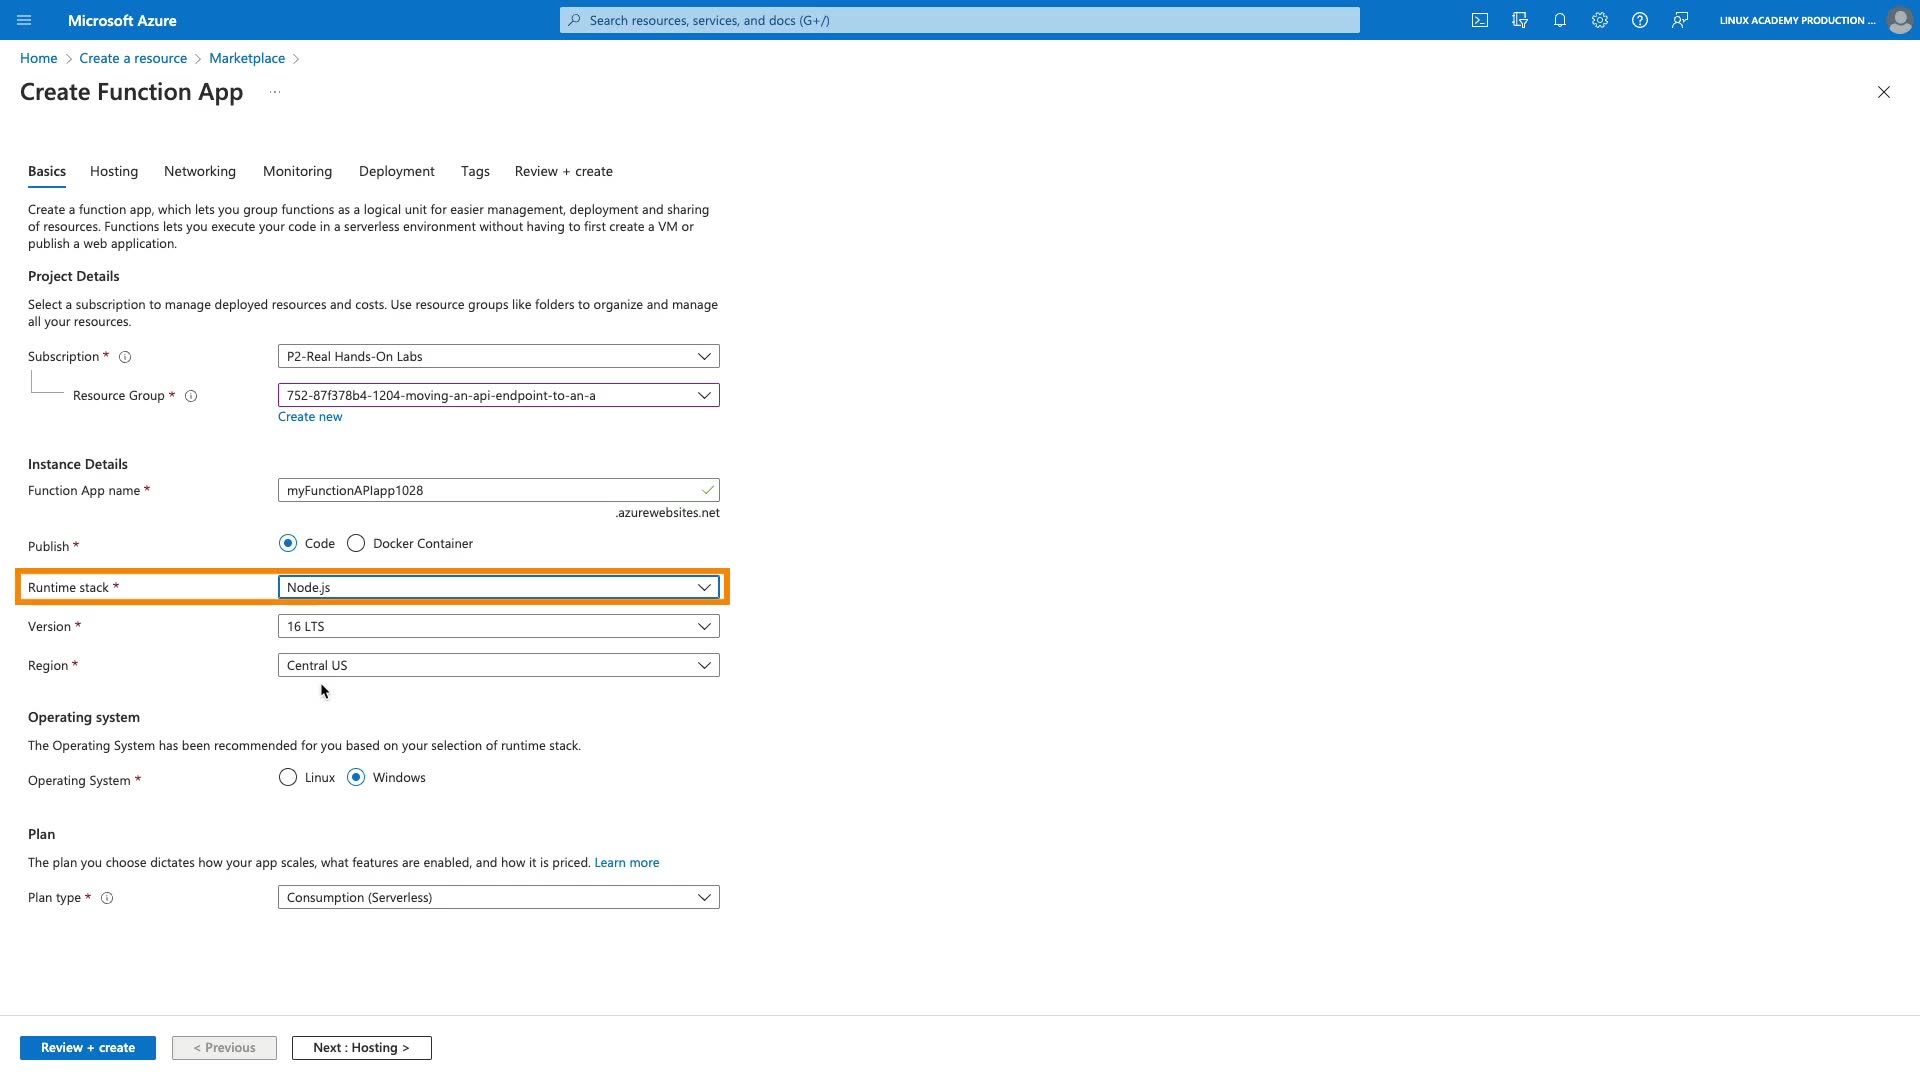 Microsoft Azure
Search resources, services, and docs (G+/)
LINUX ACADEMY PRODUCTION ...
Home > Create a resource > Marketplace >
Create Function App ...
Basics Hosting Networking Monitoring Deployment Tags Review + create
Create a function app, which lets you group functions as a logical unit for easier management, deployment and sharing
of resources. Functions lets you execute your code in a serverless environment without having to first create a VM or
publish a web application.
Project Details
Select a subscription to manage deployed resources and costs. Use resource groups like folders to organize and manage
all your resources.
Subscription * P2-Real Hands-On Labs
Resource Group * 752-87f378b4-1204-moving-an-api-endpoint-to-an-a
Create new
Instance Details
Function App name * myFunctionAPIapp1028
.azurewebsites.net
Publish * Code Docker Container
Runtime stack * Node.js
Version * 16 LTS
Region * Central US
Operating system
The Operating System has been recommended for you based on your selection of runtime stack.
Operating System * Linux Windows
Plan
The plan you choose dictates how your app scales, what features are enabled, and how it is priced. Learn more
Plan type * Consumption (Serverless)
Review + create < Previous Next : Hosting >